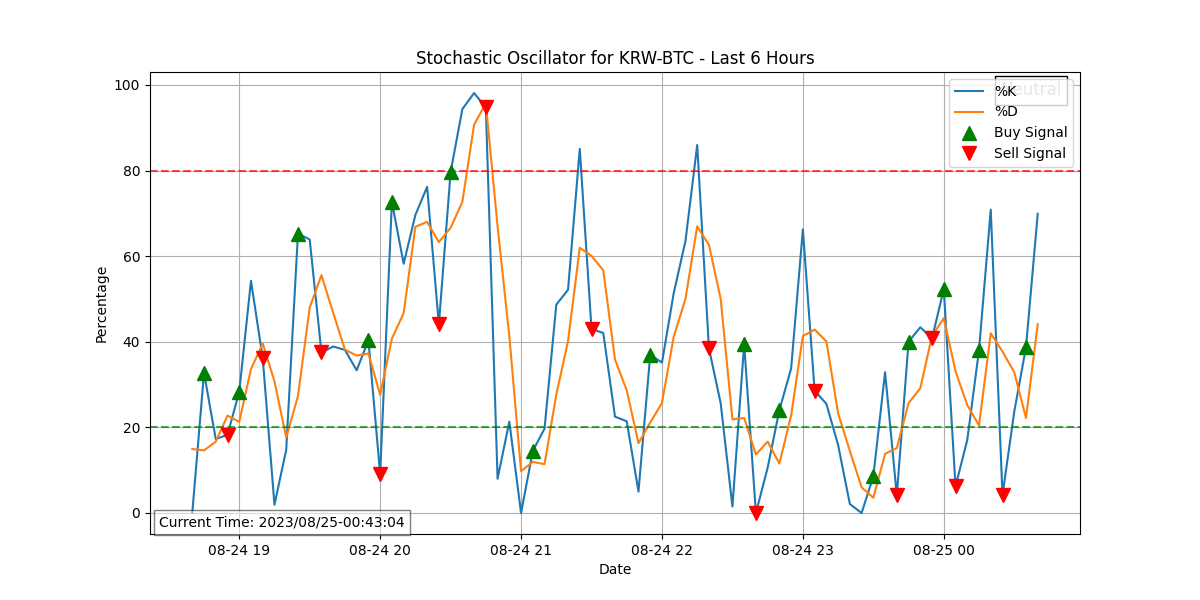 Stochastic Oscillator for KRW-BTC - Last 6 Hours
Neutral
%K
%D
Buy Signal
Sell Signal
100
80
60
40
20
0
Percentage
Current Time: 2023/08/25-00:43:04
08-24 19
08-24 20
08-24 21
08-24 22
08-24 23
08-25 00
Date